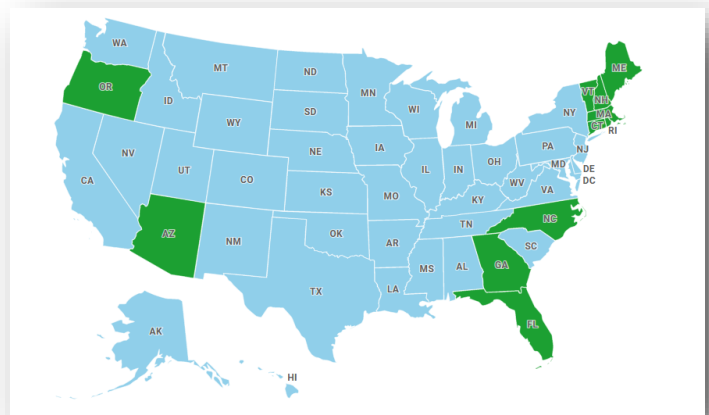 WA
ME
MT
ND
OR
VT
MN
NH
ID
SD
WI
MI
NY
MA
CT
RI
WY
NE
IA
PA
NJ
NV
OH
MD
DE
UT
IL
IN
DC
CA
CO
WV
VA
KS
MO
KY
NC
AZ
TN
OK
NM
AR
SC
MS
AL
GA
TX
LA
FL
AK
HI